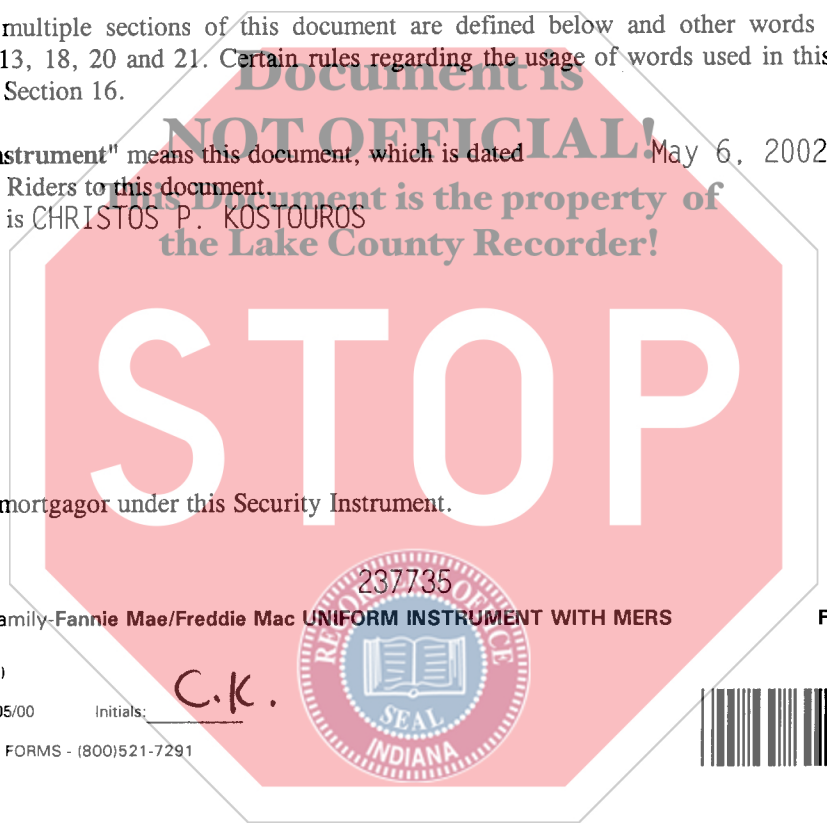 multiple sections of this document are defined below and other words
13, 18, 20 and 21. Certain rules regarding the usage of words used in this
Section 16.
Document is
NOT OFFICIAL!
strument" means this document, which is dated May 6, 2002
Riders to this document.
This Document is the property of
is CHRISTOS P. KOSTOUROS
the Lake County Recorder!
STOP
mortgagor under this Security Instrument.
237735
amily-Fannie Mae/Freddie Mac UNIFORM INSTRUMENT WITH MERS
RECORDER'S OFFICE
SEAL
INDIANA
05/00 Initials: C.K.
FORMS - (800)521-7291